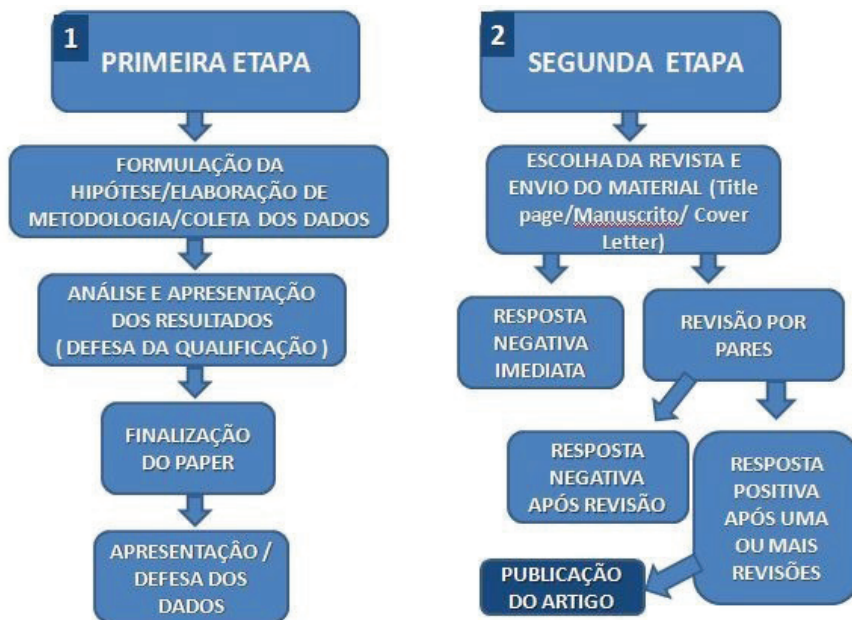 1
PRIMEIRA ETAPA
FORMULAÇÃO DA
HIPÓTESE/ELABORAÇÃO DE
METODOLOGIA/COLETA DOS DADOS
ANÁLISE E APRESENTAÇÃO
DOS RESULTADOS
( DEFESA DA QUALIFICAÇÃO )
FINALIZAÇÃO
DO PAPER
APRESENTAÇÃO /
DEFESA DOS
DADOS
2
SEGUNDA ETAPA
ESCOLHA DA REVISTA E
ENVIO DO MATERIAL (Title
page/Manuscrito/ Cover
Letter)
RESPOSTA
NEGATIVA
IMEDIATA
REVISÃO POR
PARES
RESPOSTA
NEGATIVA
APÓS REVISÃO
RESPOSTA
POSITIVA
APÓS UMA
OU MAIS
REVISÕES
PUBLICAÇÃO
DO ARTIGO